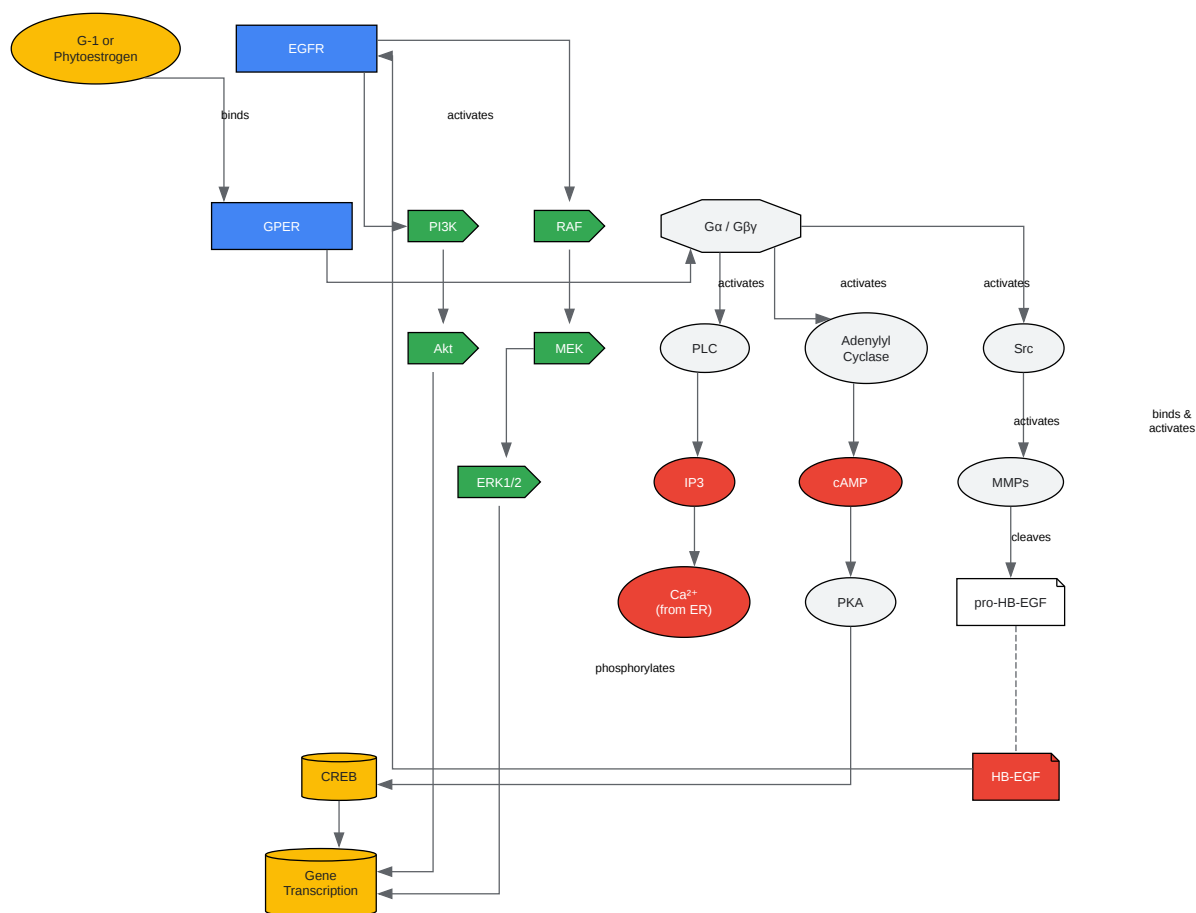 G-1 or
Phytoestrogen
EGFR
binds
activates
GPER
PI3K
RAF
Gα / Gβγ
activates
activates
activates
Akt
MEK
PLC
Adenylyl
Cyclase
Src
activates
binds &
activates
ERK1/2
IP3
cAMP
MMPs
cleaves
Ca²⁺
(from ER)
PKA
pro-HB-EGF
phosphorylates
CREB
HB-EGF
Gene
Transcription